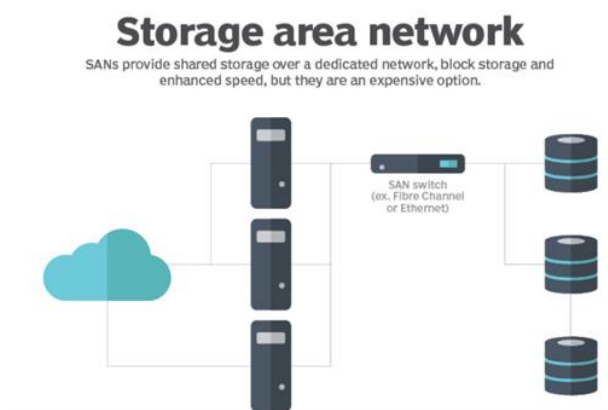 Storage area network
SANs provide shared storage over a dedicated network, block storage and
enhanced speed, but they are an expensive option.
SAN switch
(ex. Fibre Channel
or Ethernet)